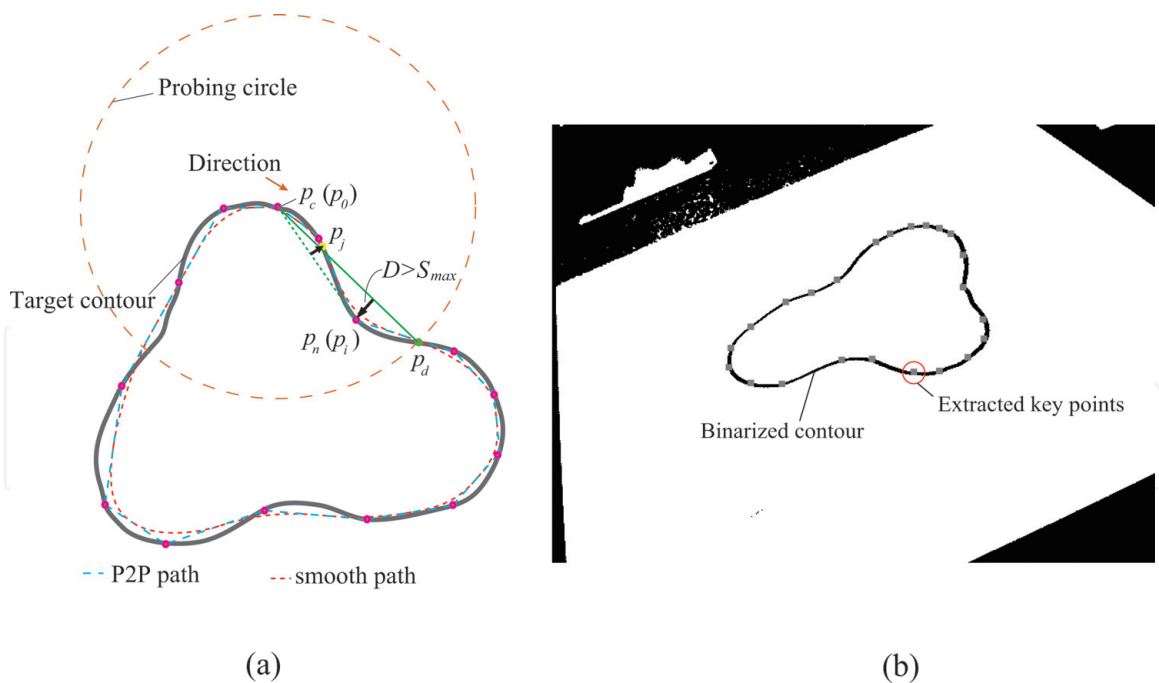 Probing circle
Direction
p_c (p_0)
p_j
D>S_max
Target contour
p_n (p_i)
p_d
P2P path
smooth path
(a)
Extracted key points
Binarized contour
(b)